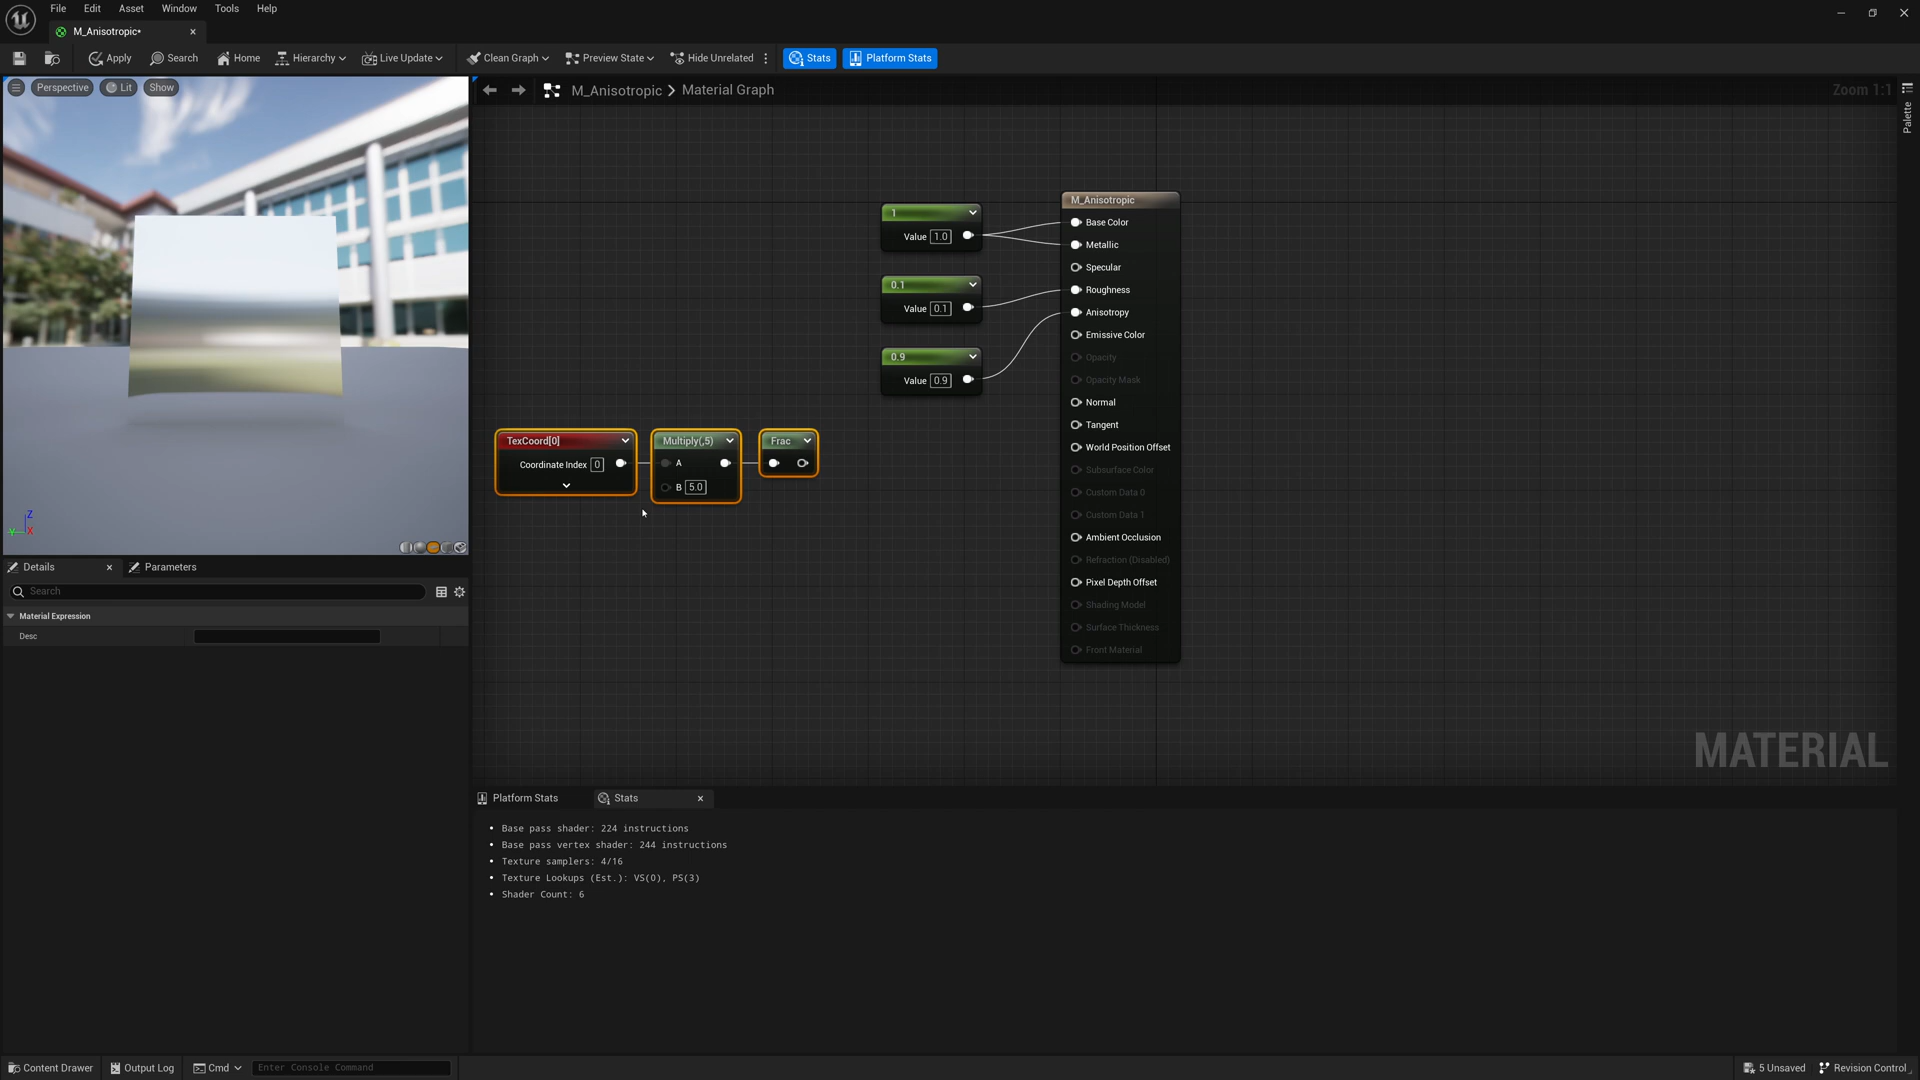 File Edit Asset Window Tools Help
M_Anisotropic*
Apply Search Home Hierarchy Live Update Clean Graph Preview State Hide Unrelated Stats Platform Stats
Perspective Lit Show
M_Anisotropic > Material Graph
Zoom 1:1
Palette
1
Value 1.0
0.1
Value 0.1
0.9
Value 0.9
M_Anisotropic
Base Color
Metallic
Specular
Roughness
Anisotropy
Emissive Color
Opacity
Opacity Mask
Normal
Tangent
World Position Offset
Subsurface Color
Custom Data 0
Custom Data 1
Ambient Occlusion
Refraction (Disabled)
Pixel Depth Offset
Shading Model
Surface Thickness
Front Material
TexCoord[0]
Coordinate Index 0
Multiply(,5)
A
B 5.0
Frac
Z
Y X
MATERIAL
Details Parameters
Search
Material Expression
Desc
Platform Stats Stats
• Base pass shader: 224 instructions
• Base pass vertex shader: 244 instructions
• Texture samplers: 4/16
• Texture Lookups (Est.): VS(0), PS(3)
• Shader Count: 6
Content Drawer Output Log Cmd Enter Console Command 5 Unsaved Revision Control